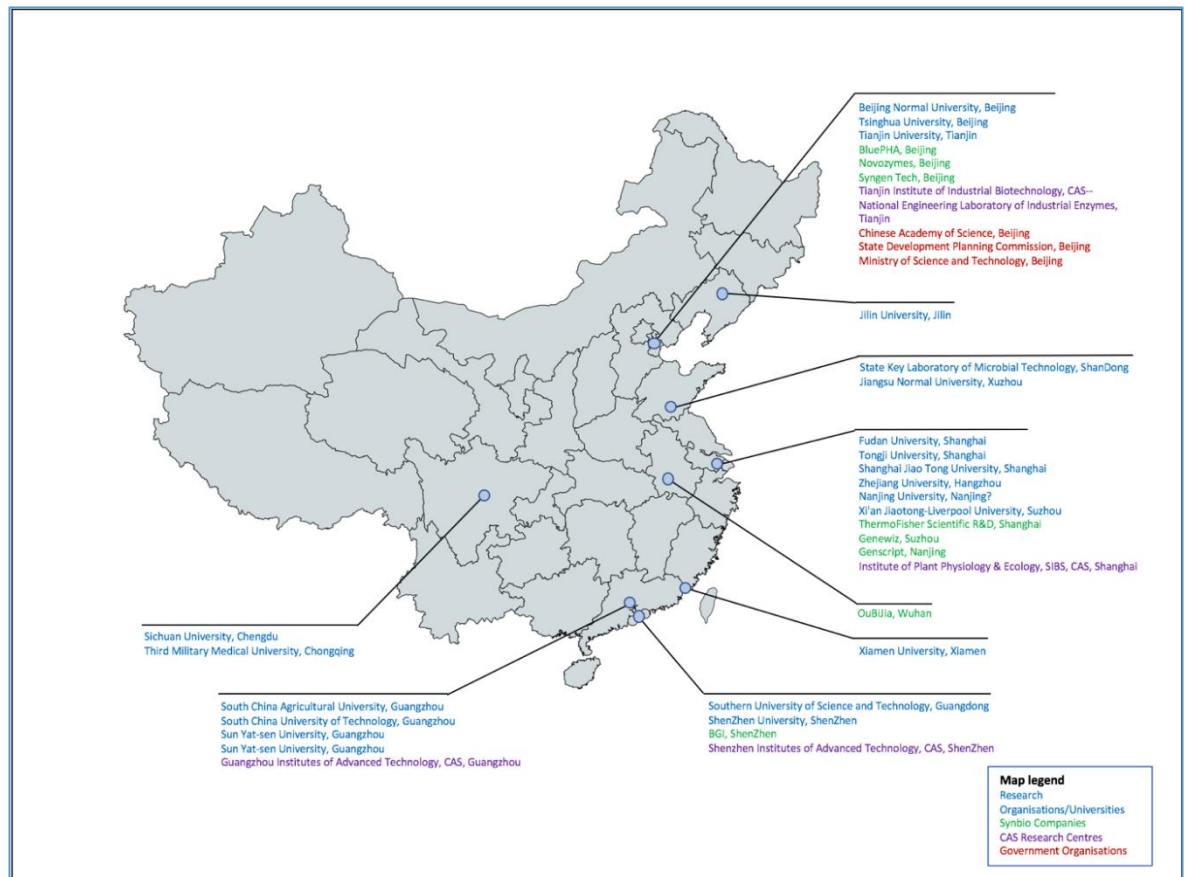 Beijing Normal University, Beijing
Tsinghua University, Beijing
Tianjin University, Tianjin
BluePHA, Beijing
Novozymes, Beijing
Syngen Tech, Beijing
Tianjin Institute of Industrial Biotechnology, CAS--
National Engineering Laboratory of Industrial Enzymes,
Tianjin
Chinese Academy of Science, Beijing
State Development Planning Commission, Beijing
Ministry of Science and Technology, Beijing
Jilin University, Jilin
State Key Laboratory of Microbial Technology, ShanDong
Jiangsu Normal University, Xuzhou
Fudan University, Shanghai
Tongji University, Shanghai
Shanghai Jiao Tong University, Shanghai
Zhejiang University, Hangzhou
Nanjing University, Nanjing?
Xi'an Jiaotong-Liverpool University, Suzhou
ThermoFisher Scientific R&D, Shanghai
Genewiz, Suzhou
Genscript, Nanjing
Institute of Plant Physiology & Ecology, SIBS, CAS, Shanghai
OuBiJia, Wuhan
Xiamen University, Xiamen
Sichuan University, Chengdu
Third Military Medical University, Chongqing
South China Agricultural University, Guangzhou
South China University of Technology, Guangzhou
Sun Yat-sen University, Guangzhou
Sun Yat-sen University, Guangzhou
Guangzhou Institutes of Advanced Technology, CAS, Guangzhou
Southern University of Science and Technology, Guangdong
ShenZhen University, ShenZhen
BGI, ShenZhen
Shenzhen Institutes of Advanced Technology, CAS, ShenZhen
Map legend
Research
Organisations/Universities
Synbio Companies
CAS Research Centres
Government Organisations